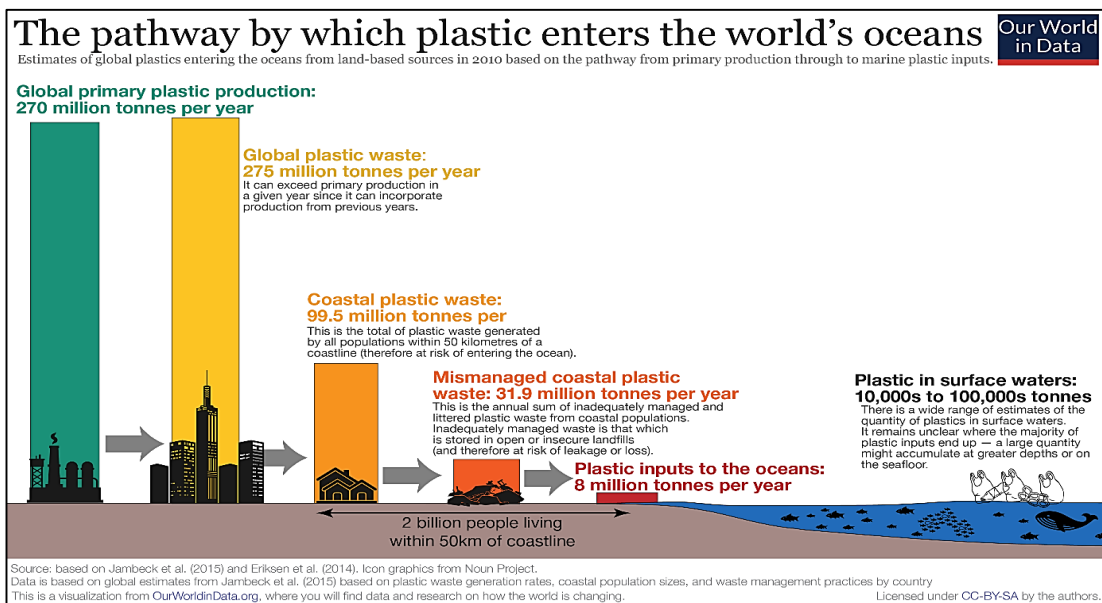 The pathway by which plastic enters the world's oceans
Our World
in Data
Estimates of global plastics entering the oceans from land-based sources in 2010 based on the pathway from primary production through to marine plastic inputs.
Global primary plastic production:
270 million tonnes per year
Global plastic waste:
275 million tonnes per year
It can exceed primary production in
a given year since it can incorporate
production from previous years.
Coastal plastic waste:
99.5 million tonnes per
This is the total of plastic waste generated
by all populations within 50 kilometres of a
coastline (therefore at risk of entering the ocean).
Mismanaged coastal plastic
waste: 31.9 million tonnes per year
This is the annual sum of inadequately managed and
littered plastic waste from coastal populations.
Inadequately managed waste is that which
is stored in open or insecure landfills
(and therefore at risk of leakage or loss).
Plastic inputs to the oceans:
8 million tonnes per year
Plastic in surface waters:
10,000s to 100,000s tonnes
There is a wide range of estimates of the
quantity of plastics in surface waters.
It remains unclear where the majority of
plastic inputs end up — a large quantity
might accumulate at greater depths or on
the seafloor.
2 billion people living
within 50km of coastline
Source: based on Jambeck et al. (2015) and Eriksen et al. (2014). Icon graphics from Noun Project.
Data is based on global estimates from Jambeck et al. (2015) based on plastic waste generation rates, coastal population sizes, and waste management practices by country
This is a visualization from OurWorldinData.org, where you will find data and research on how the world is changing.
Licensed under CC-BY-SA by the authors.